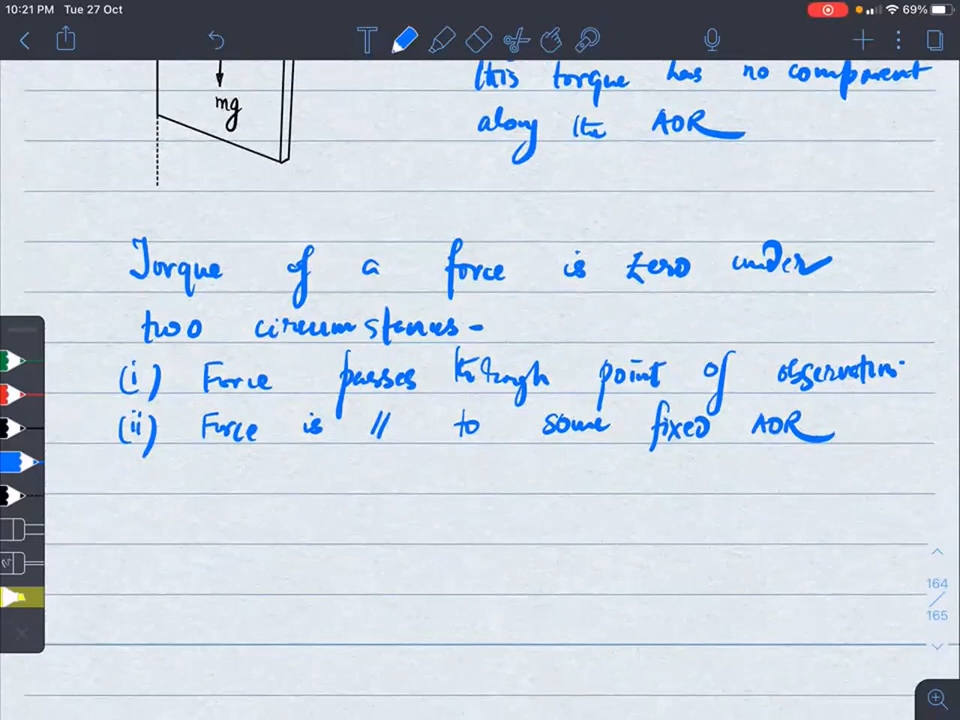 10:21 PM Tue 27 Oct
69%
T
mg
this torque has no component
along the AOR
Torque of a force is zero under
two circumstances-
(i) Force passes through point of observation.
(ii) Force is // to some fixed AOR
164
/
165